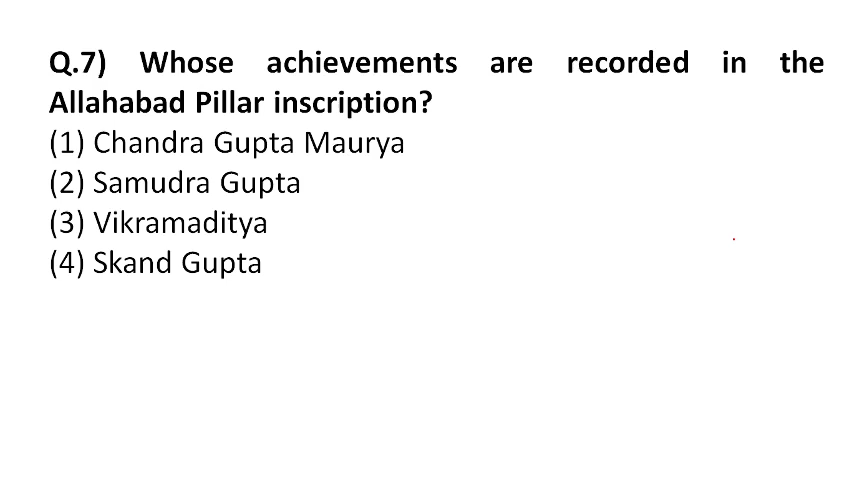 Q.7) Whose achievements are recorded in the
Allahabad Pillar inscription?
(1) Chandra Gupta Maurya
(2) Samudra Gupta
(3) Vikramaditya
(4) Skand Gupta